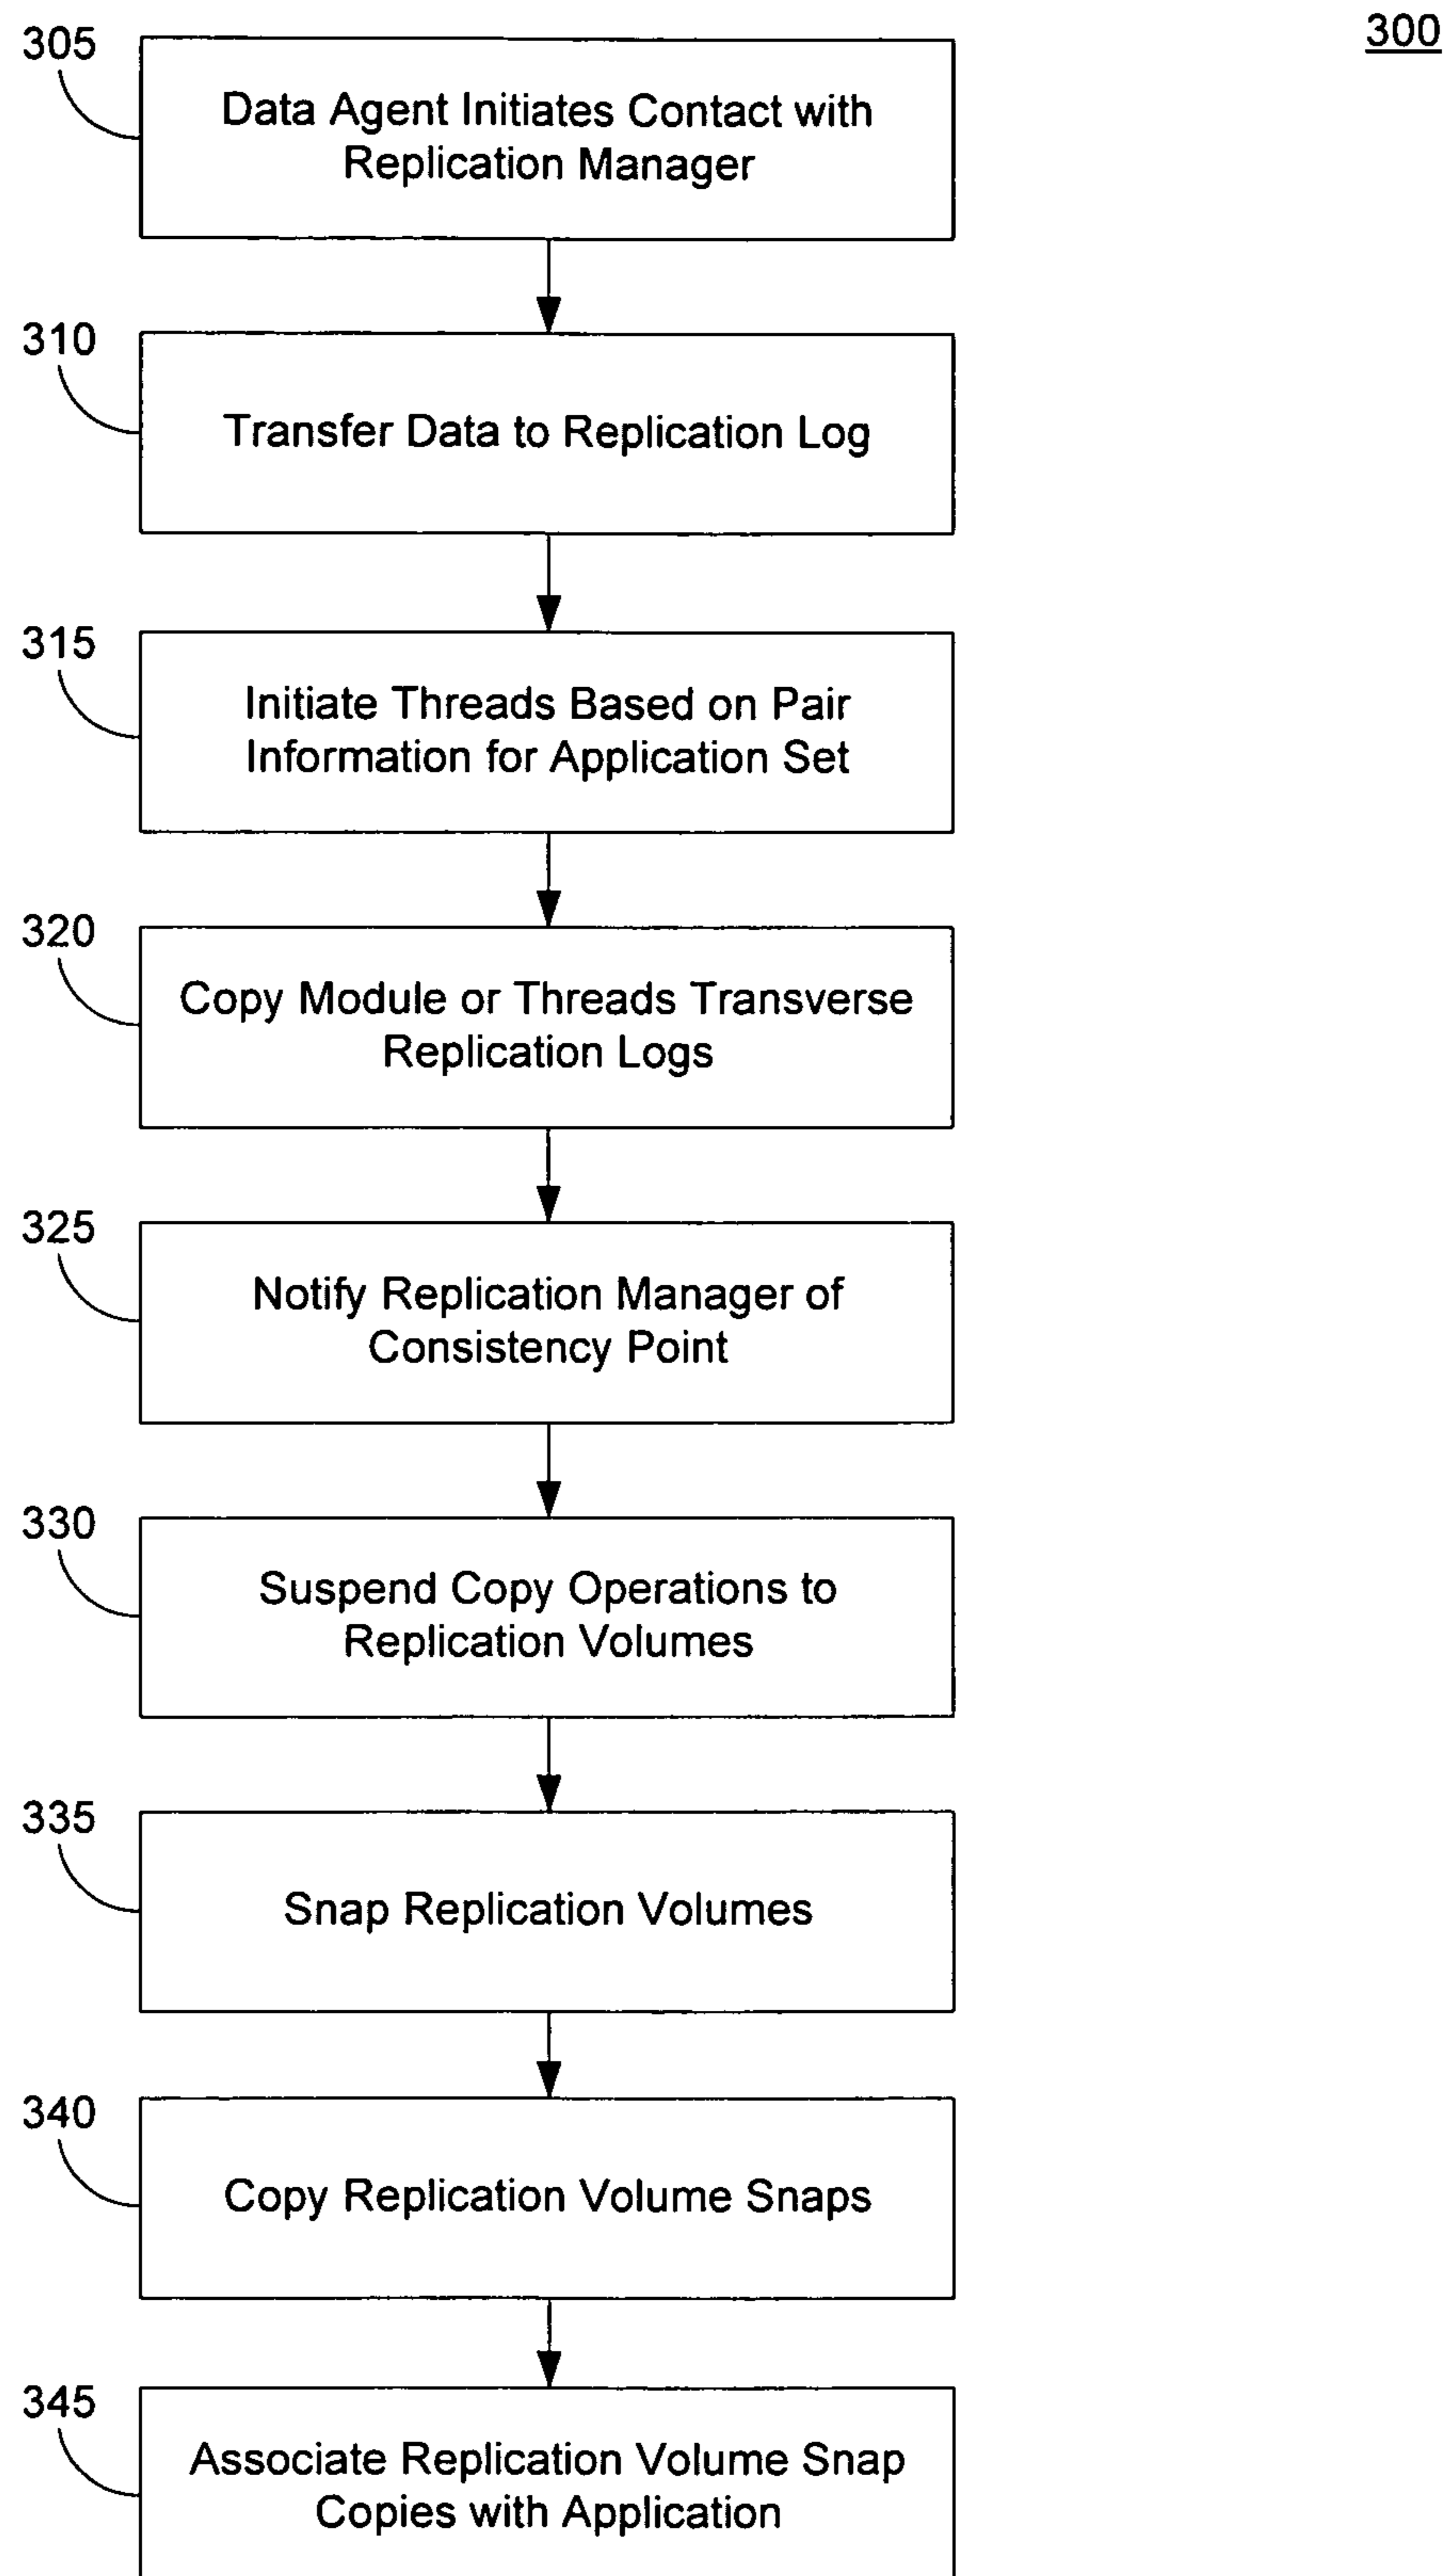 300
305
Data Agent Initiates Contact with
Replication Manager
310
Transfer Data to Replication Log
315
Initiate Threads Based on Pair
Information for Application Set
320
Copy Module or Threads Transverse
Replication Logs
325
Notify Replication Manager of
Consistency Point
330
Suspend Copy Operations to
Replication Volumes
335
Snap Replication Volumes
340
Copy Replication Volume Snaps
345
Associate Replication Volume Snap
Copies with Application